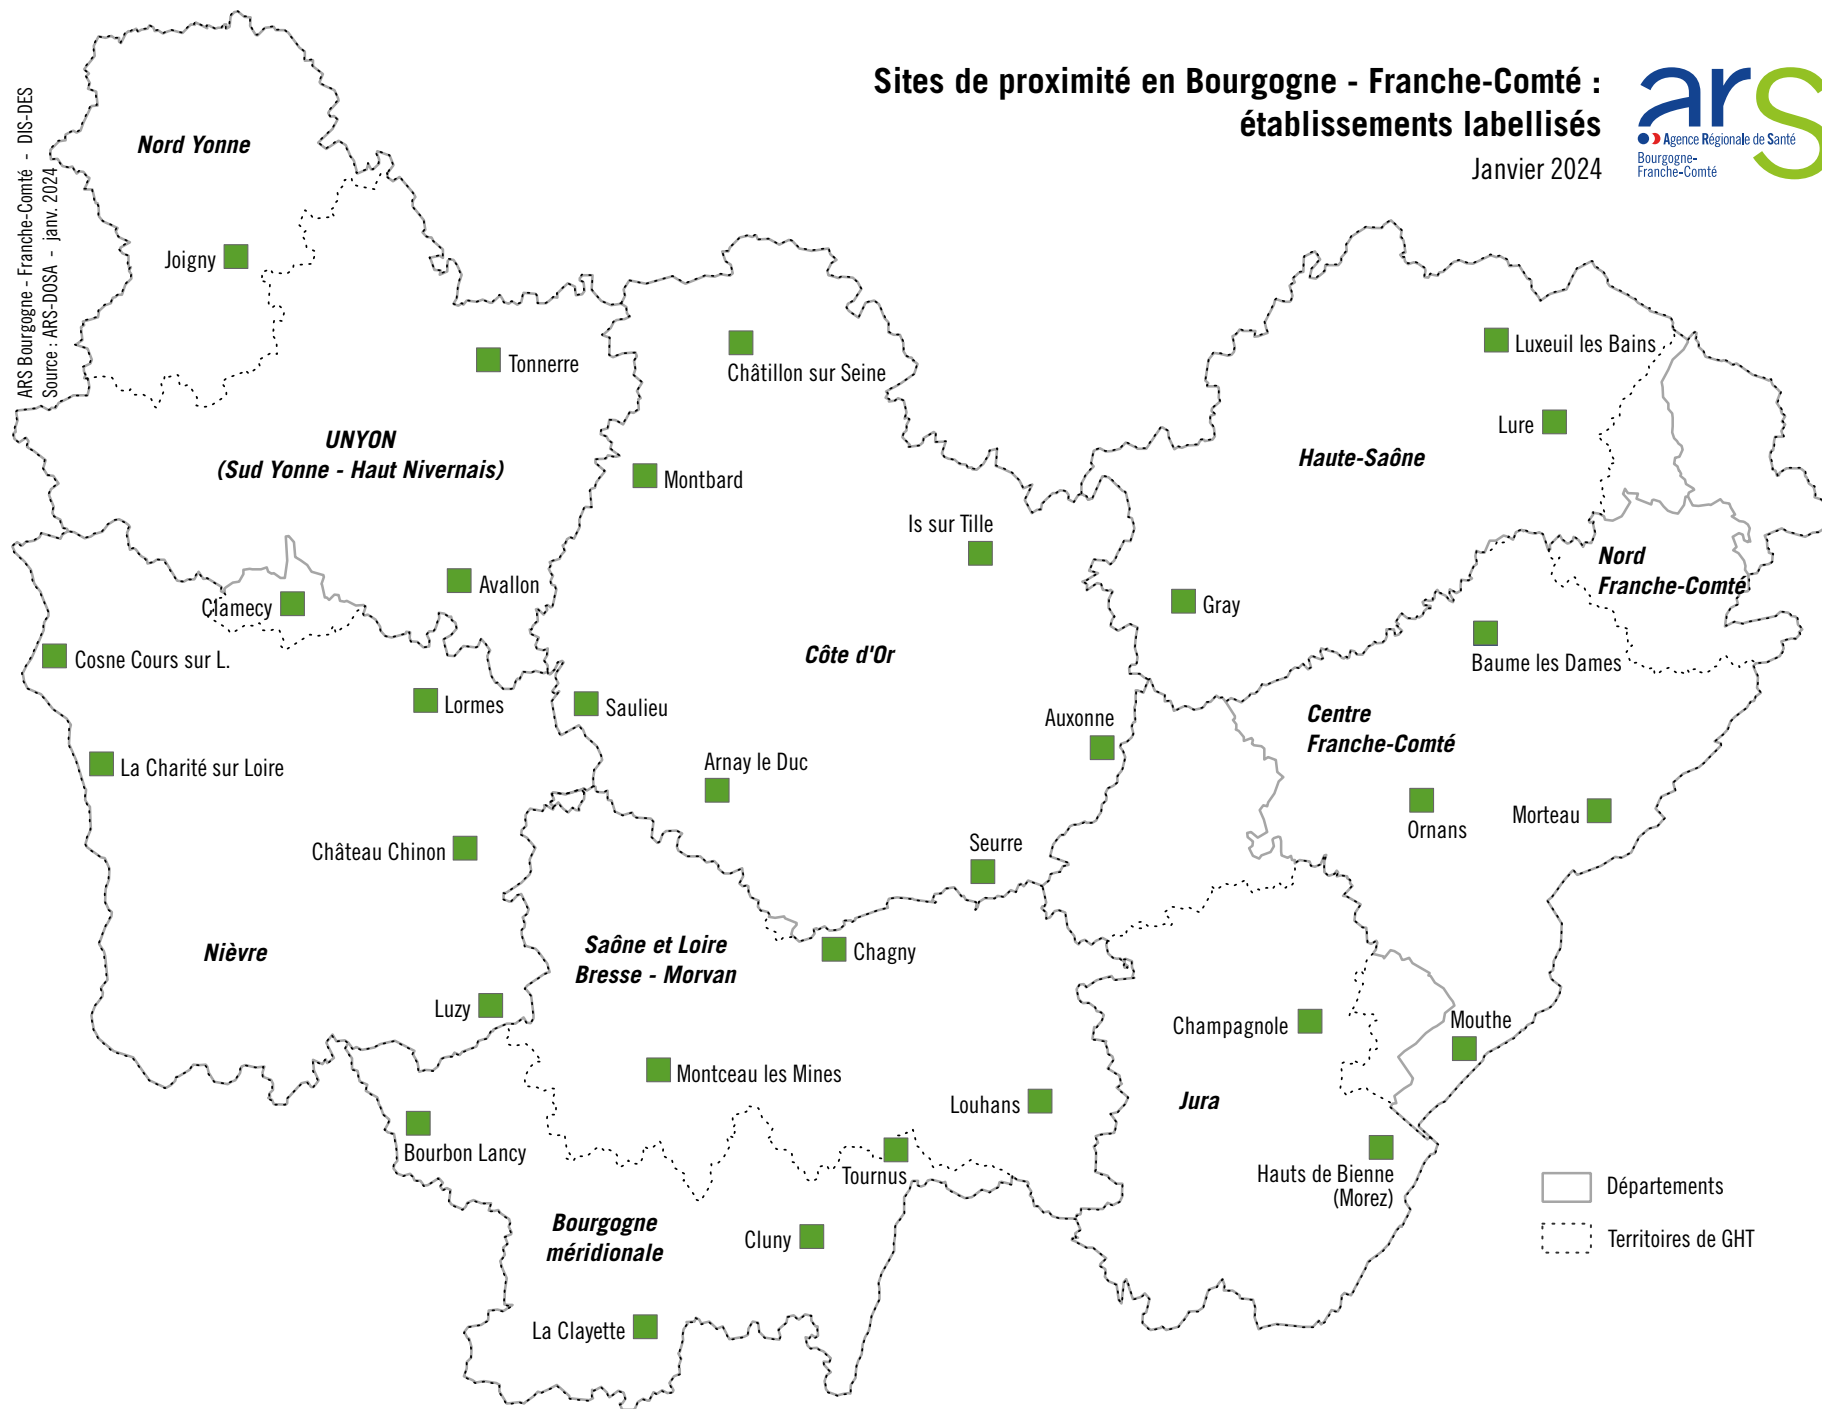 Sites de proximité en Bourgogne - Franche-Comté :
établissements labellisés
Janvier 2024
ars
Agence Régionale de Santé
Bourgogne-
Franche-Comté
ARS Bourgogne - Franche-Comté - DIS-DES
Source : ARS-DOSA - janv. 2024
Nord Yonne
Joigny
Tonnerre
Châtillon sur Seine
Luxeuil les Bains
Lure
UNYON
(Sud Yonne - Haut Nivernais)
Haute-Saône
Montbard
Is sur Tille
Nord
Franche-Comté
Avallon
Clamecy
Gray
Cosne Cours sur L.
Côte d'Or
Baume les Dames
Lormes
Saulieu
Auxonne
Centre
Franche-Comté
La Charité sur Loire
Arnay le Duc
Ornans
Morteau
Château Chinon
Seurre
Nièvre
Saône et Loire
Bresse - Morvan
Chagny
Luzy
Champagnole
Mouthe
Montceau les Mines
Louhans
Jura
Bourbon Lancy
Tournus
Hauts de Bienne
(Morez)
Départements
Bourgogne
méridionale
Cluny
Territoires de GHT
La Clayette